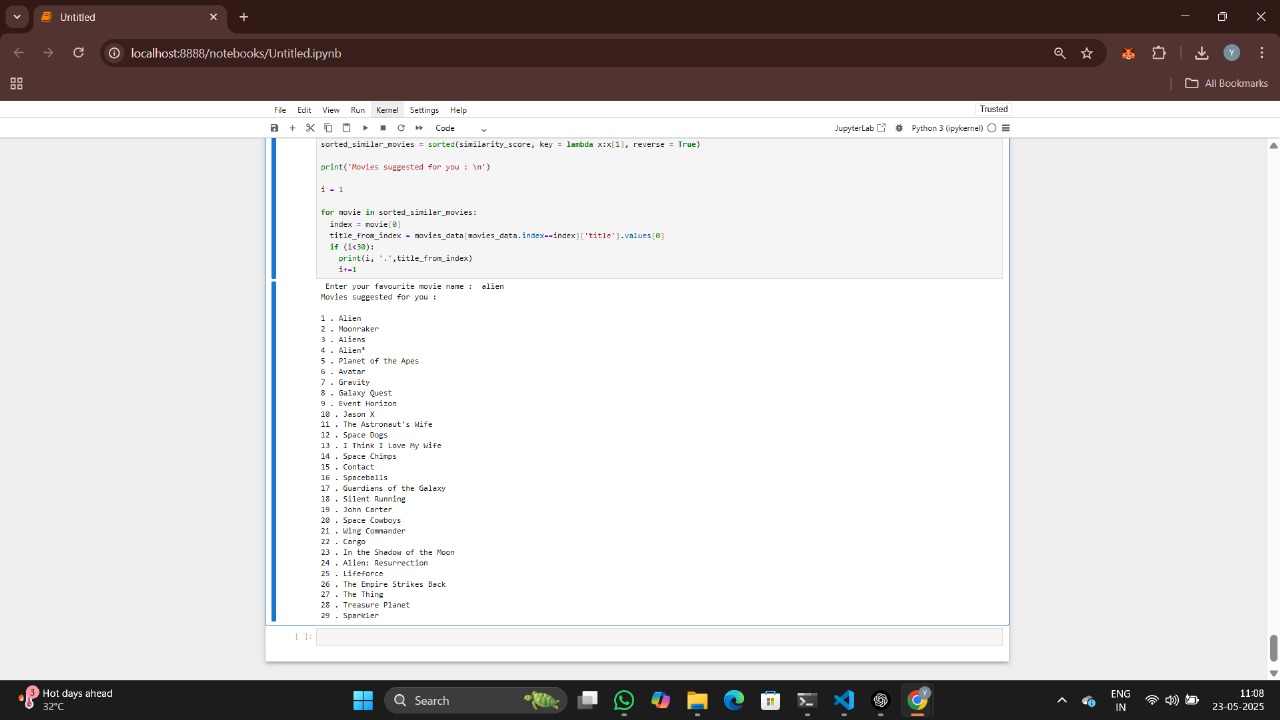 Untitled
localhost:8888/notebooks/Untitled.ipynb
Y
All Bookmarks
File Edit View Run Kernel Settings Help
Trusted
Code
JupyterLab
Python 3 (ipykernel)
sorted_similar_movies = sorted(similarity_score, key = lambda x:x[1], reverse = True)
print('Movies suggested for you : \n')
i = 1
for movie in sorted_similar_movies:
index = movie[0]
title_from_index = movies_data[movies_data.index==index]['title'].values[0]
if (i<30):
print(i, '.',title_from_index)
i+=1
Enter your favourite movie name :  alien
Movies suggested for you :
1 . Alien
2 . Moonraker
3 . Aliens
4 . Alien³
5 . Planet of the Apes
6 . Avatar
7 . Gravity
8 . Galaxy Quest
9 . Event Horizon
10 . Jason X
11 . The Astronaut's Wife
12 . Space Dogs
13 . I Think I Love My Wife
14 . Space Chimps
15 . Contact
16 . Spaceballs
17 . Guardians of the Galaxy
18 . Silent Running
19 . John Carter
20 . Space Cowboys
21 . Wing Commander
22 . Cargo
23 . In the Shadow of the Moon
24 . Alien: Resurrection
25 . Lifeforce
26 . The Empire Strikes Back
27 . The Thing
28 . Treasure Planet
29 . Sparkler
[ ]:
3
Hot days ahead
32°C
Search
Y
ENG
IN
11:08
23-05-2025